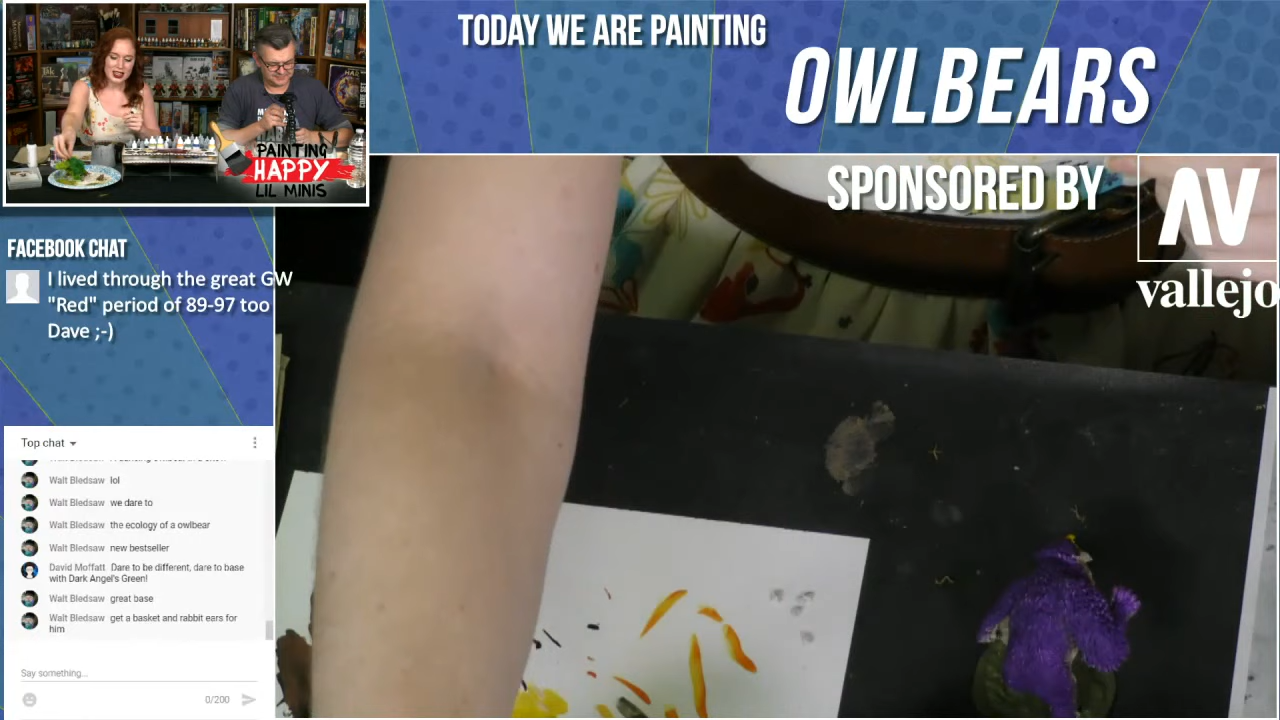 TODAY WE ARE PAINTING
OWLBEARS
SPONSORED BY
AV
vallejo
PAINTING
HAPPY
LIL MINIS
FACEBOOK CHAT
I lived through the great GW
"Red" period of 89-97 too
Dave ;-)
Top chat
Walt Bledsaw
Walt Bledsaw lol
Walt Bledsaw we dare to
Walt Bledsaw the ecology of a owlbear
Walt Bledsaw new bestseller
David Moffatt Dare to be different, dare to base
with Dark Angel's Green!
Walt Bledsaw great base
Walt Bledsaw get a basket and rabbit ears for
him
Say something...
0/200